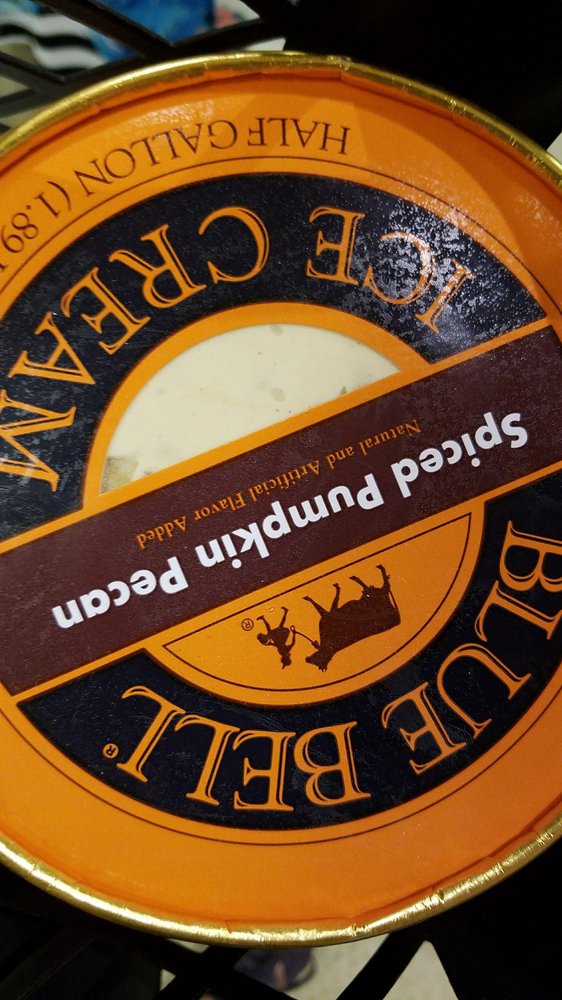 BLUE BELL®
®
Spiced Pumpkin Pecan
Natural and Artificial Flavor Added
ICE CREAM
HALF GALLON (1.89